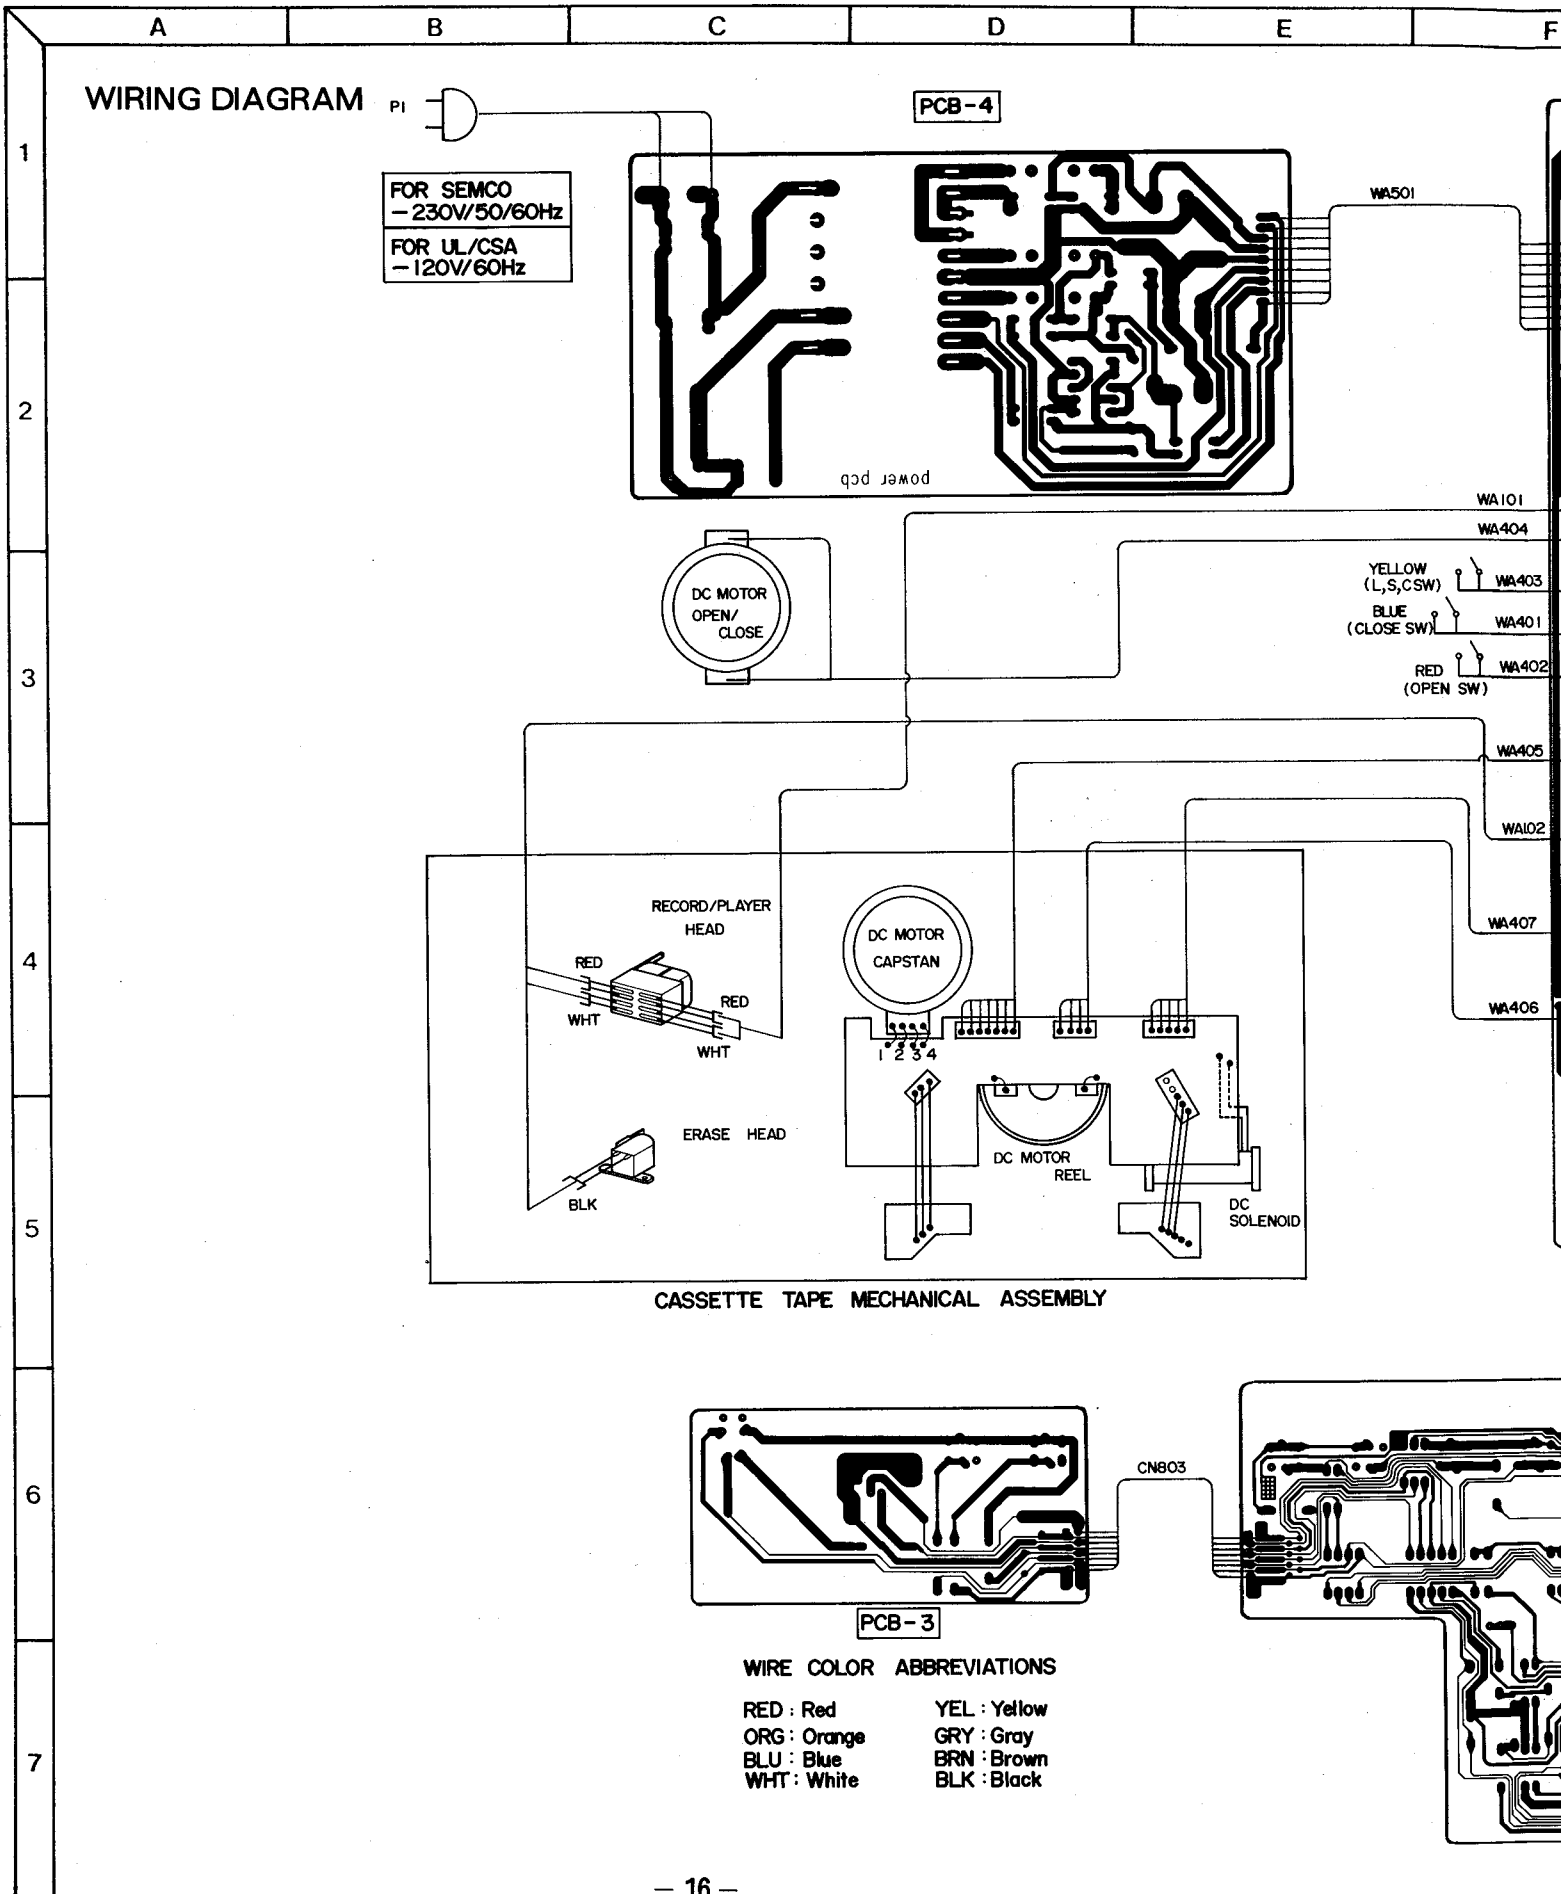 A B C D E F
WIRING DIAGRAM
P1
PCB-4
1
FOR SEMCO
-230V/50/60Hz
FOR UL/CSA
-120V/60Hz
WA501
2
power pcb
WA101
WA404
DC MOTOR
OPEN/
CLOSE
YELLOW
(L,S,CSW)
WA403
BLUE
(CLOSE SW)
WA401
3
RED
(OPEN SW)
WA402
WA405
WA102
RECORD/PLAYER
HEAD
DC MOTOR
CAPSTAN
WA407
4
RED
RED
WHT
WHT
WA406
1 2 3 4
ERASE HEAD
DC MOTOR
REEL
BLK
DC
SOLENOID
5
CASSETTE TAPE MECHANICAL ASSEMBLY
CN803
6
PCB-3
WIRE COLOR ABBREVIATIONS
RED : Red YEL : Yellow
ORG : Orange GRY : Gray
BLU : Blue BRN : Brown
WHT : White BLK : Black
7
— 16 —